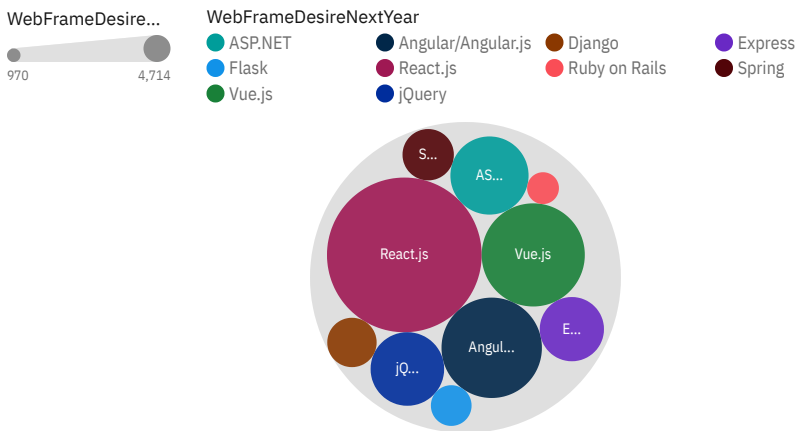 WebFrameDesire...
970 4,714
WebFrameDesireNextYear
ASP.NET Angular/Angular.js Django Express
Flask React.js Ruby on Rails Spring
Vue.js jQuery
S...
AS...
React.js Vue.js
E...
Angul...
jQ...